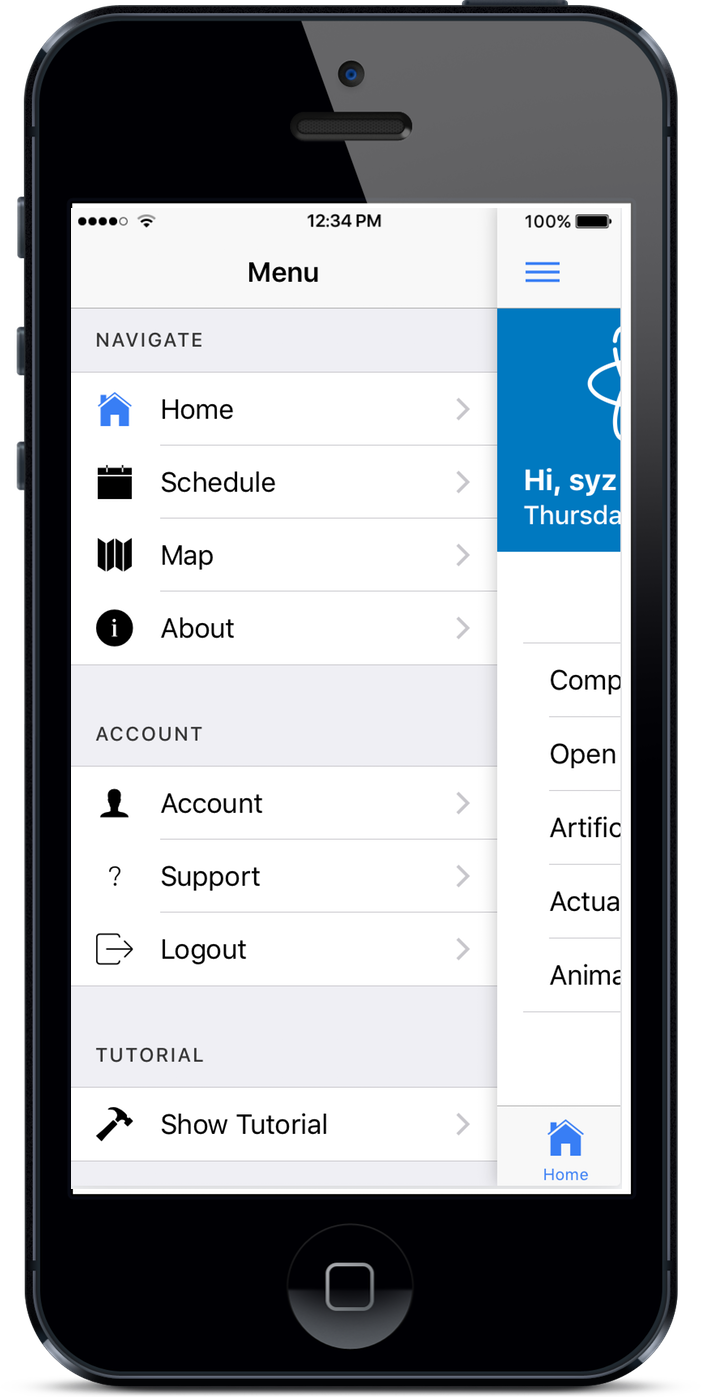 12:34 PM
100%
Menu
NAVIGATE
Home
Schedule
Map
About
ACCOUNT
Account
? Support
Logout
TUTORIAL
Show Tutorial
Hi, syz
Thursda
Comp
Open
Artific
Actua
Anima
Home